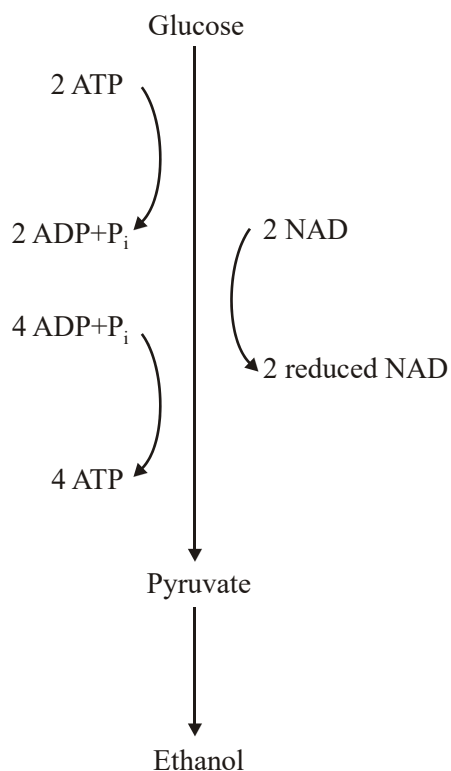 Glucose
2 ATP
2 ADP+Pᵢ
2 NAD
4 ADP+Pᵢ
2 reduced NAD
4 ATP
Pyruvate
Ethanol